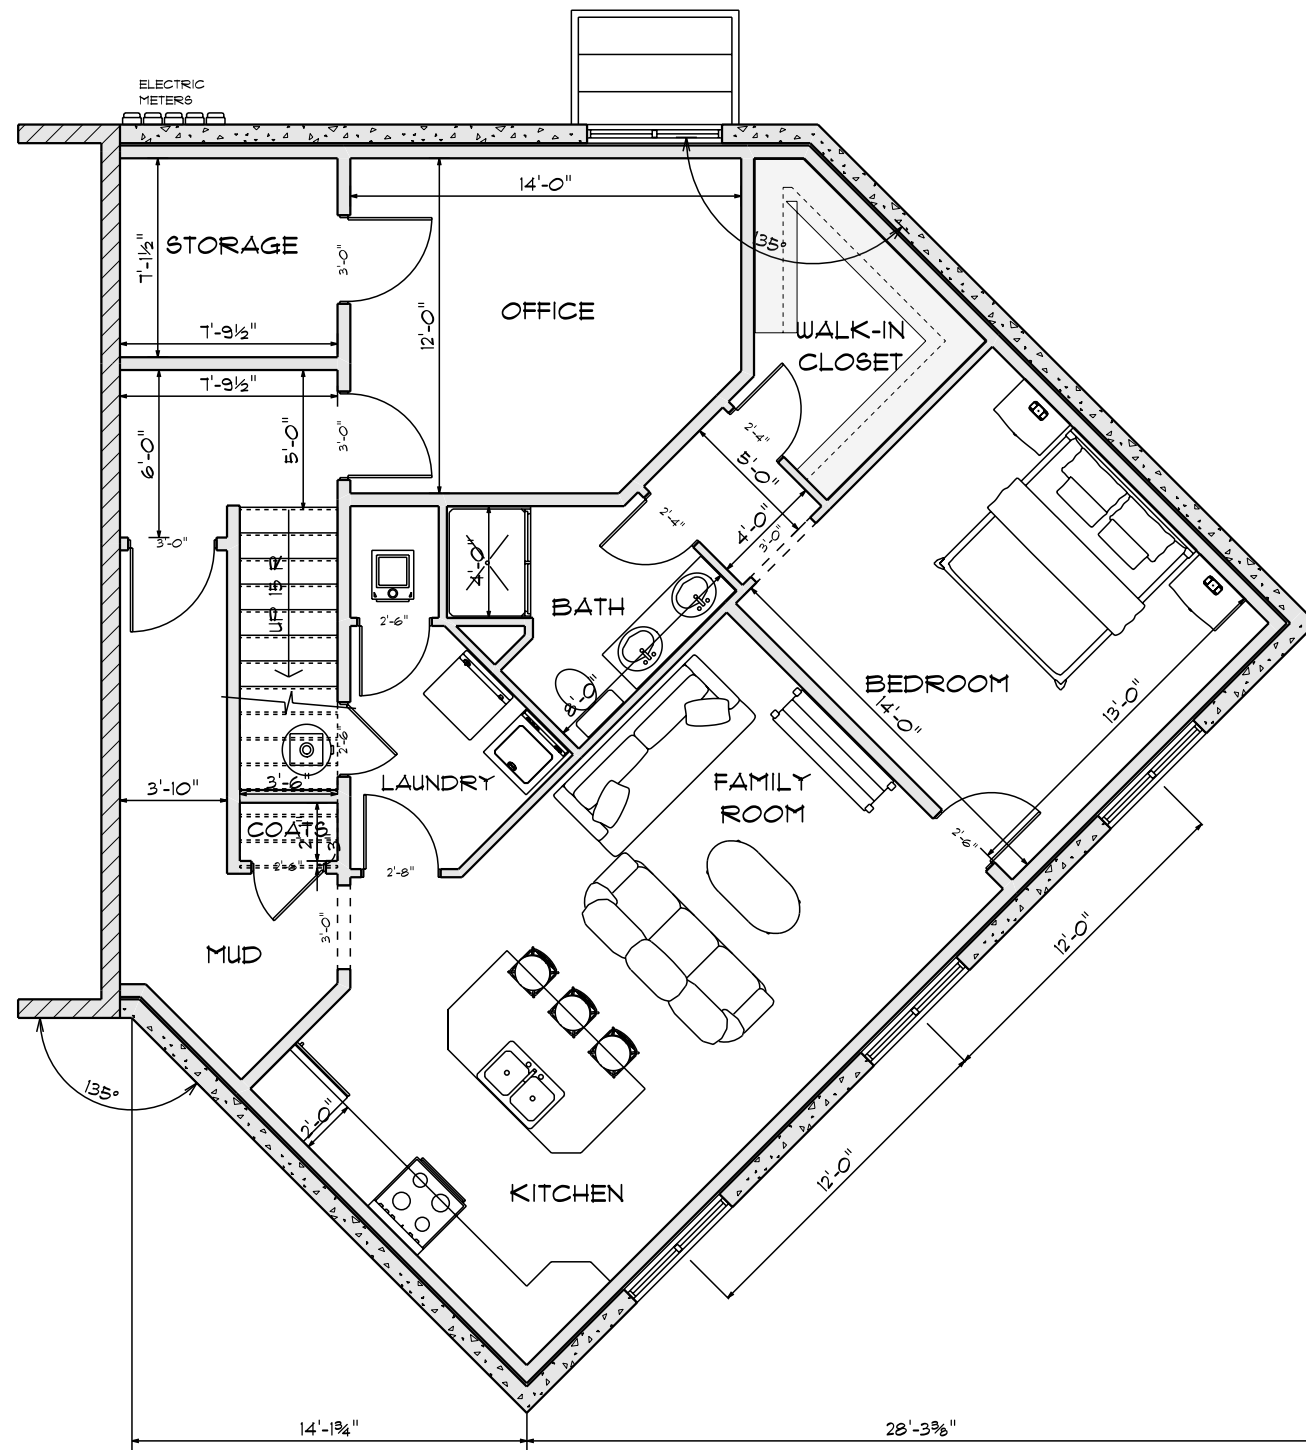 ELECTRIC
METERS
14'-0"
STORAGE
7'-1½"
3'-0"
135°
OFFICE
12'-0"
7'-9½"
WALK-IN
CLOSET
7'-9½"
6'-0"
5'-0"
3'-0"
2'-4"
5'-0"
2'-4"
4'-0"
3'-0"
3'-0"
UP 15 R
4'-0"
BATH
2'-6"
8'-0"
BEDROOM
14'-0"
13'-0"
2'-6"
LAUNDRY
FAMILY
ROOM
3'-10"
3'-6"
COATS
2'-6"
2'-8"
2'-6"
3'-0"
MUD
12'-0"
135°
2'-0"
12'-0"
KITCHEN
14'-1¾"
28'-3⅜"